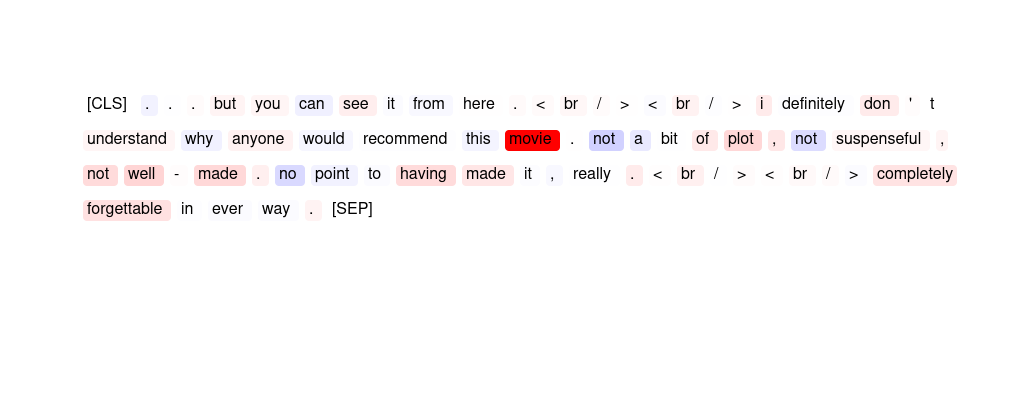 [CLS] . . . but you can see it from here . < br / > < br / > i definitely don ' t
understand why anyone would recommend this movie . not a bit of plot , not suspenseful ,
not well - made . no point to having made it , really . < br / > < br / > completely
forgettable in ever way . [SEP]